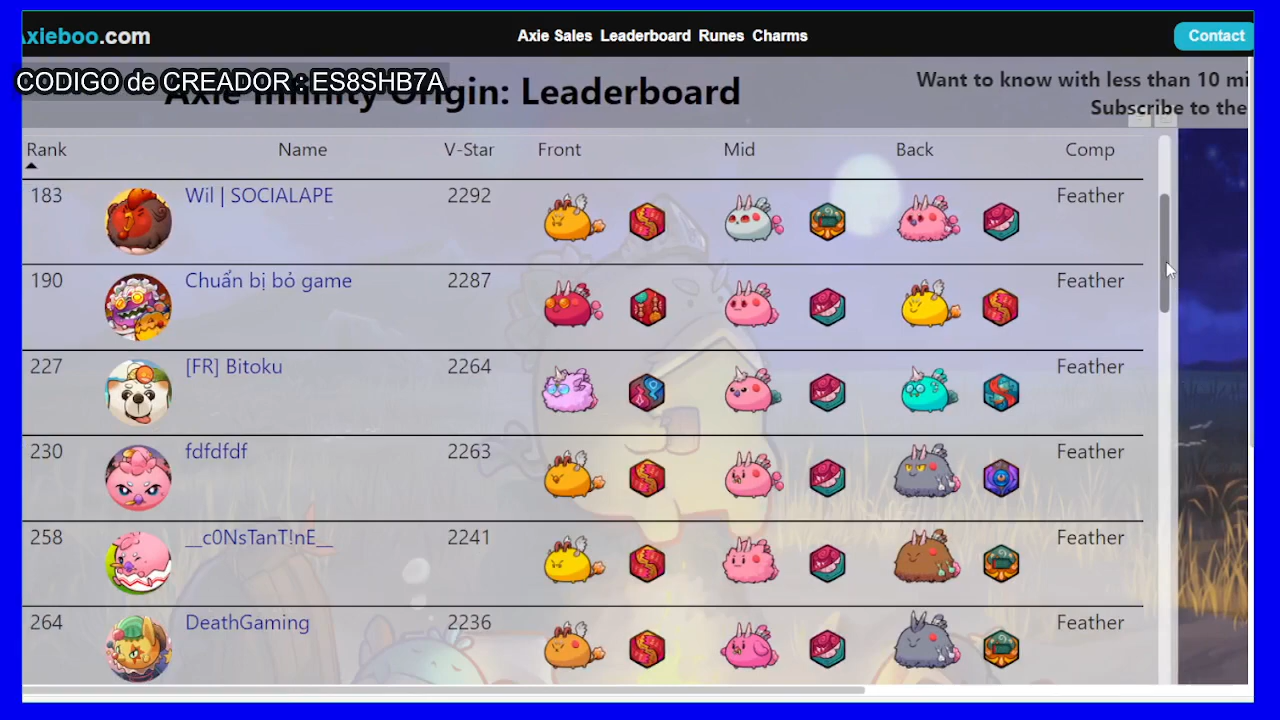 Axieboo.com
Axie Sales Leaderboard Runes Charms
Contact
CODIGO de CREADOR : ES8SHB7A
Axie Infinity Origin: Leaderboard
Want to know with less than 10 mi
Subscribe to the
Rank Name V-Star Front Mid Back Comp
183 Wil | SOCIALAPE 2292 Feather
190 Chuẩn bị bỏ game 2287 Feather
227 [FR] Bitoku 2264 Feather
230 fdfdfdf 2263 Feather
258 __c0NsTanT!nE__ 2241 Feather
264 DeathGaming 2236 Feather